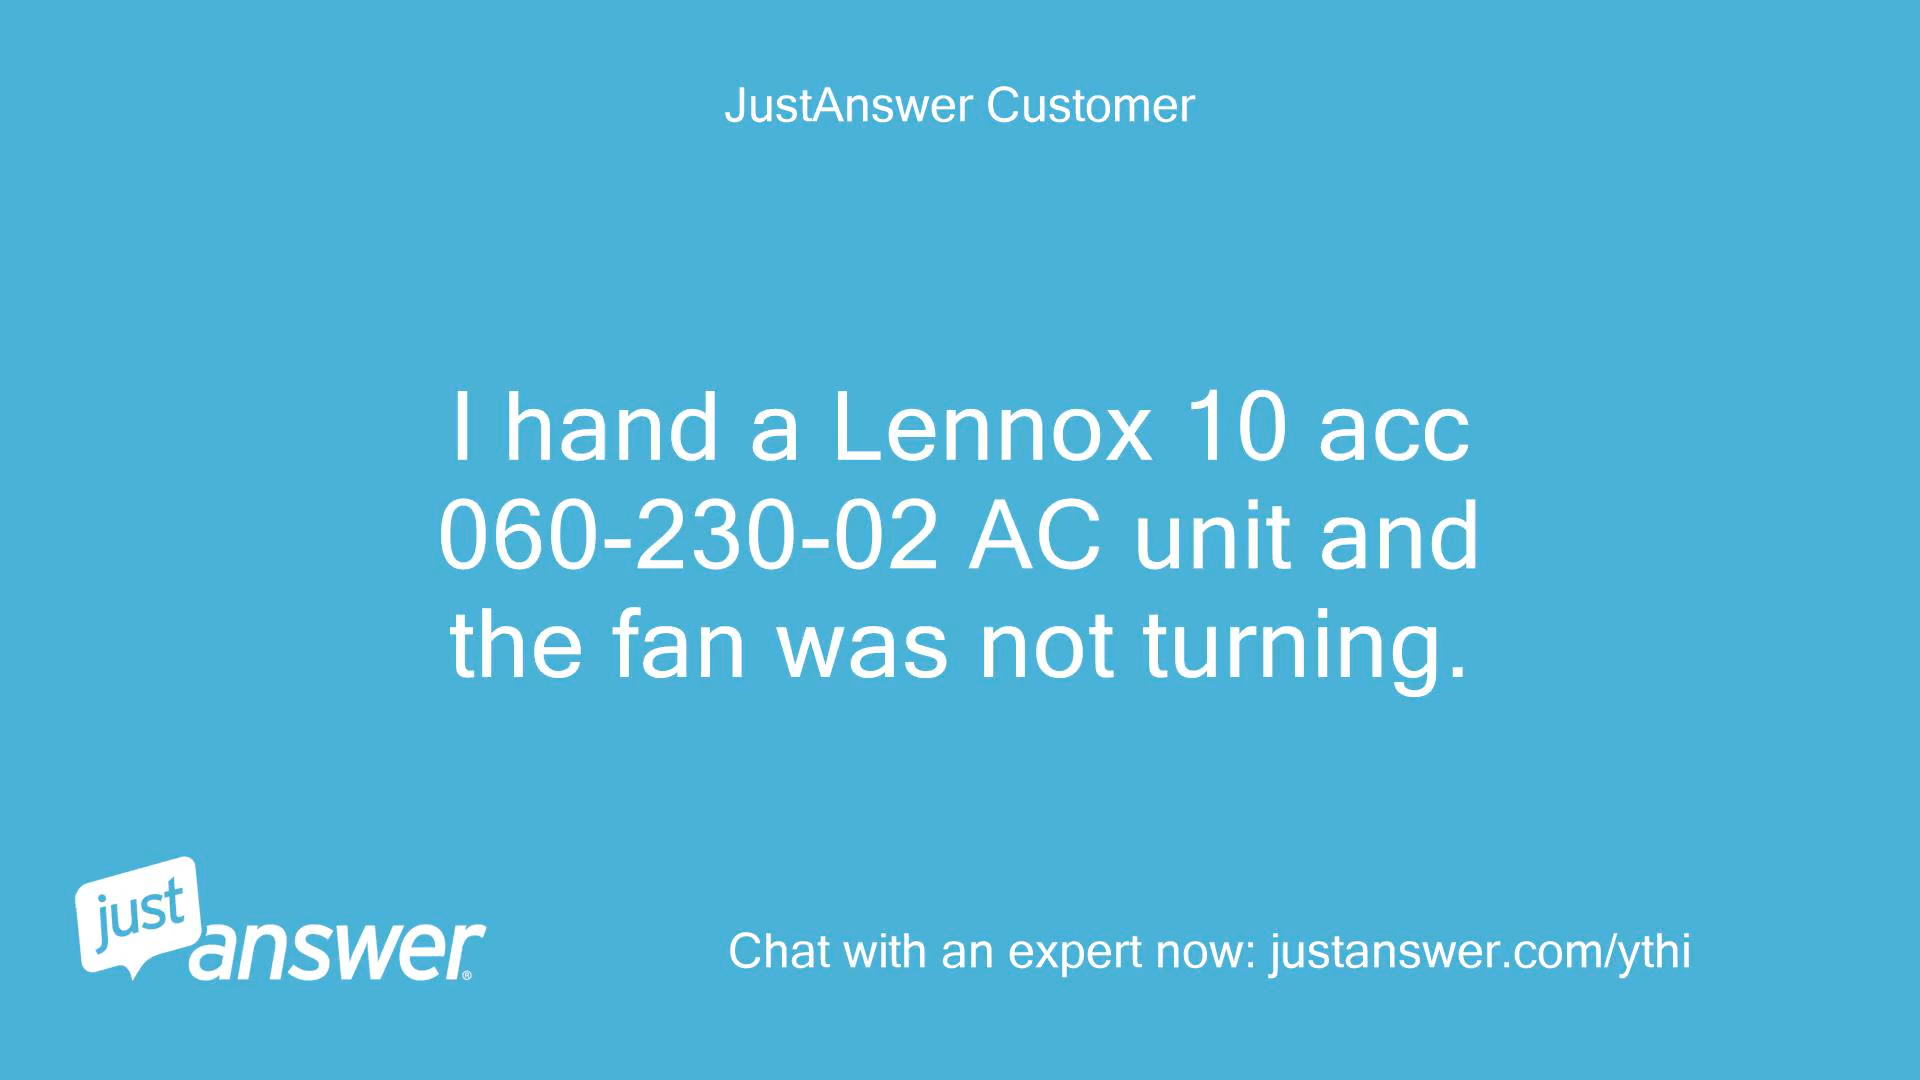 JustAnswer Customer
I hand a Lennox 10 acc
060-230-02 AC unit and
the fan was not turning.
just
answer®
Chat with an expert now: justanswer.com/ythi